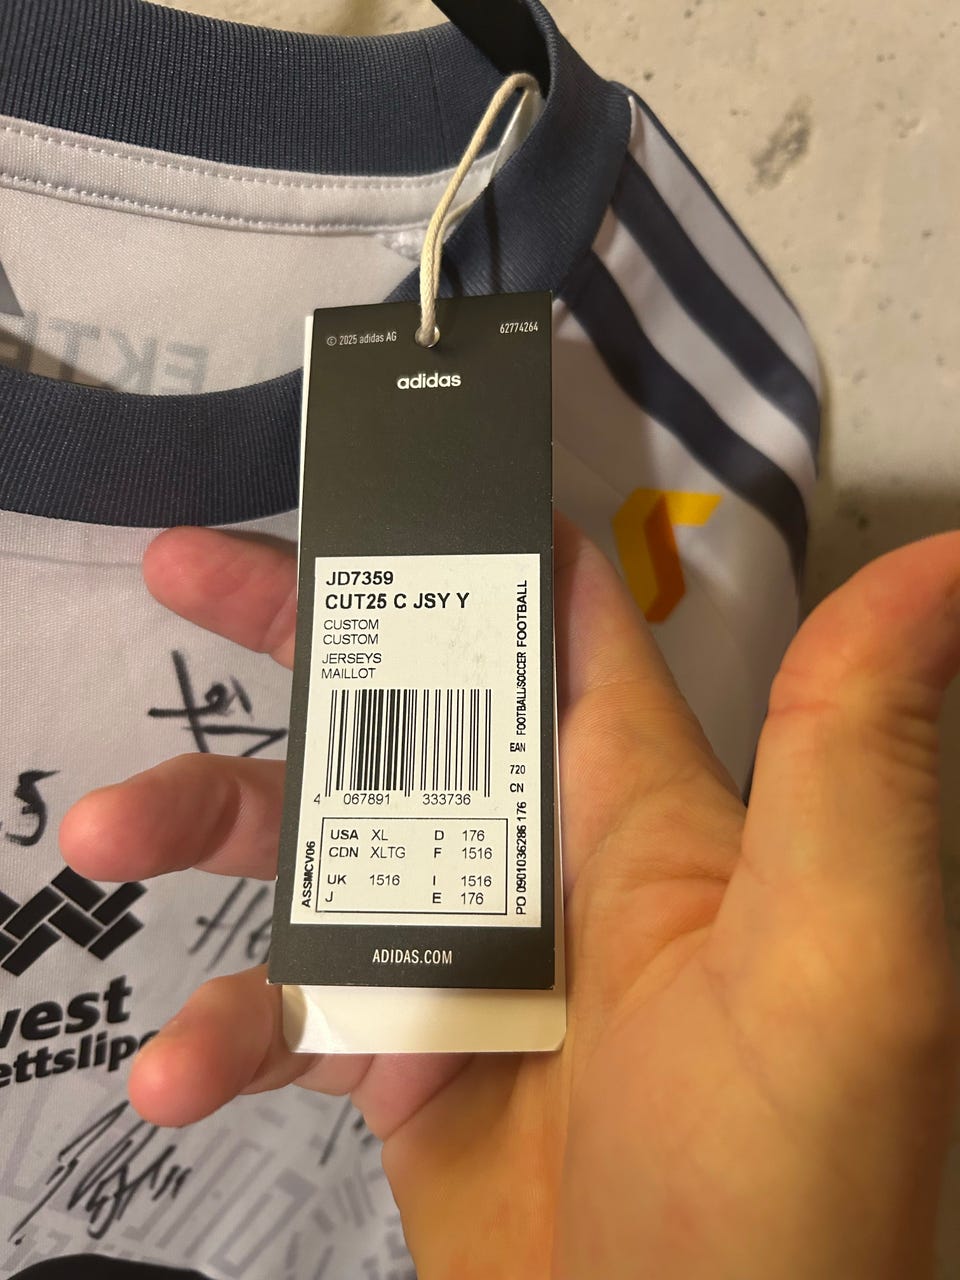 © 2025 adidas AG
62774264
adidas
JD7359
CUT25 C JSY Y
CUSTOM
CUSTOM
JERSEYS
MAILLOT
4 067891 333736
USA XL D 176
CDN XLTG F 1516
UK 1516 I 1516
J E 176
ASSMCV06
FOOTBALL/SOCCER FOOTBALL
EAN
720
CN
PO 0901036286 176
ADIDAS.COM